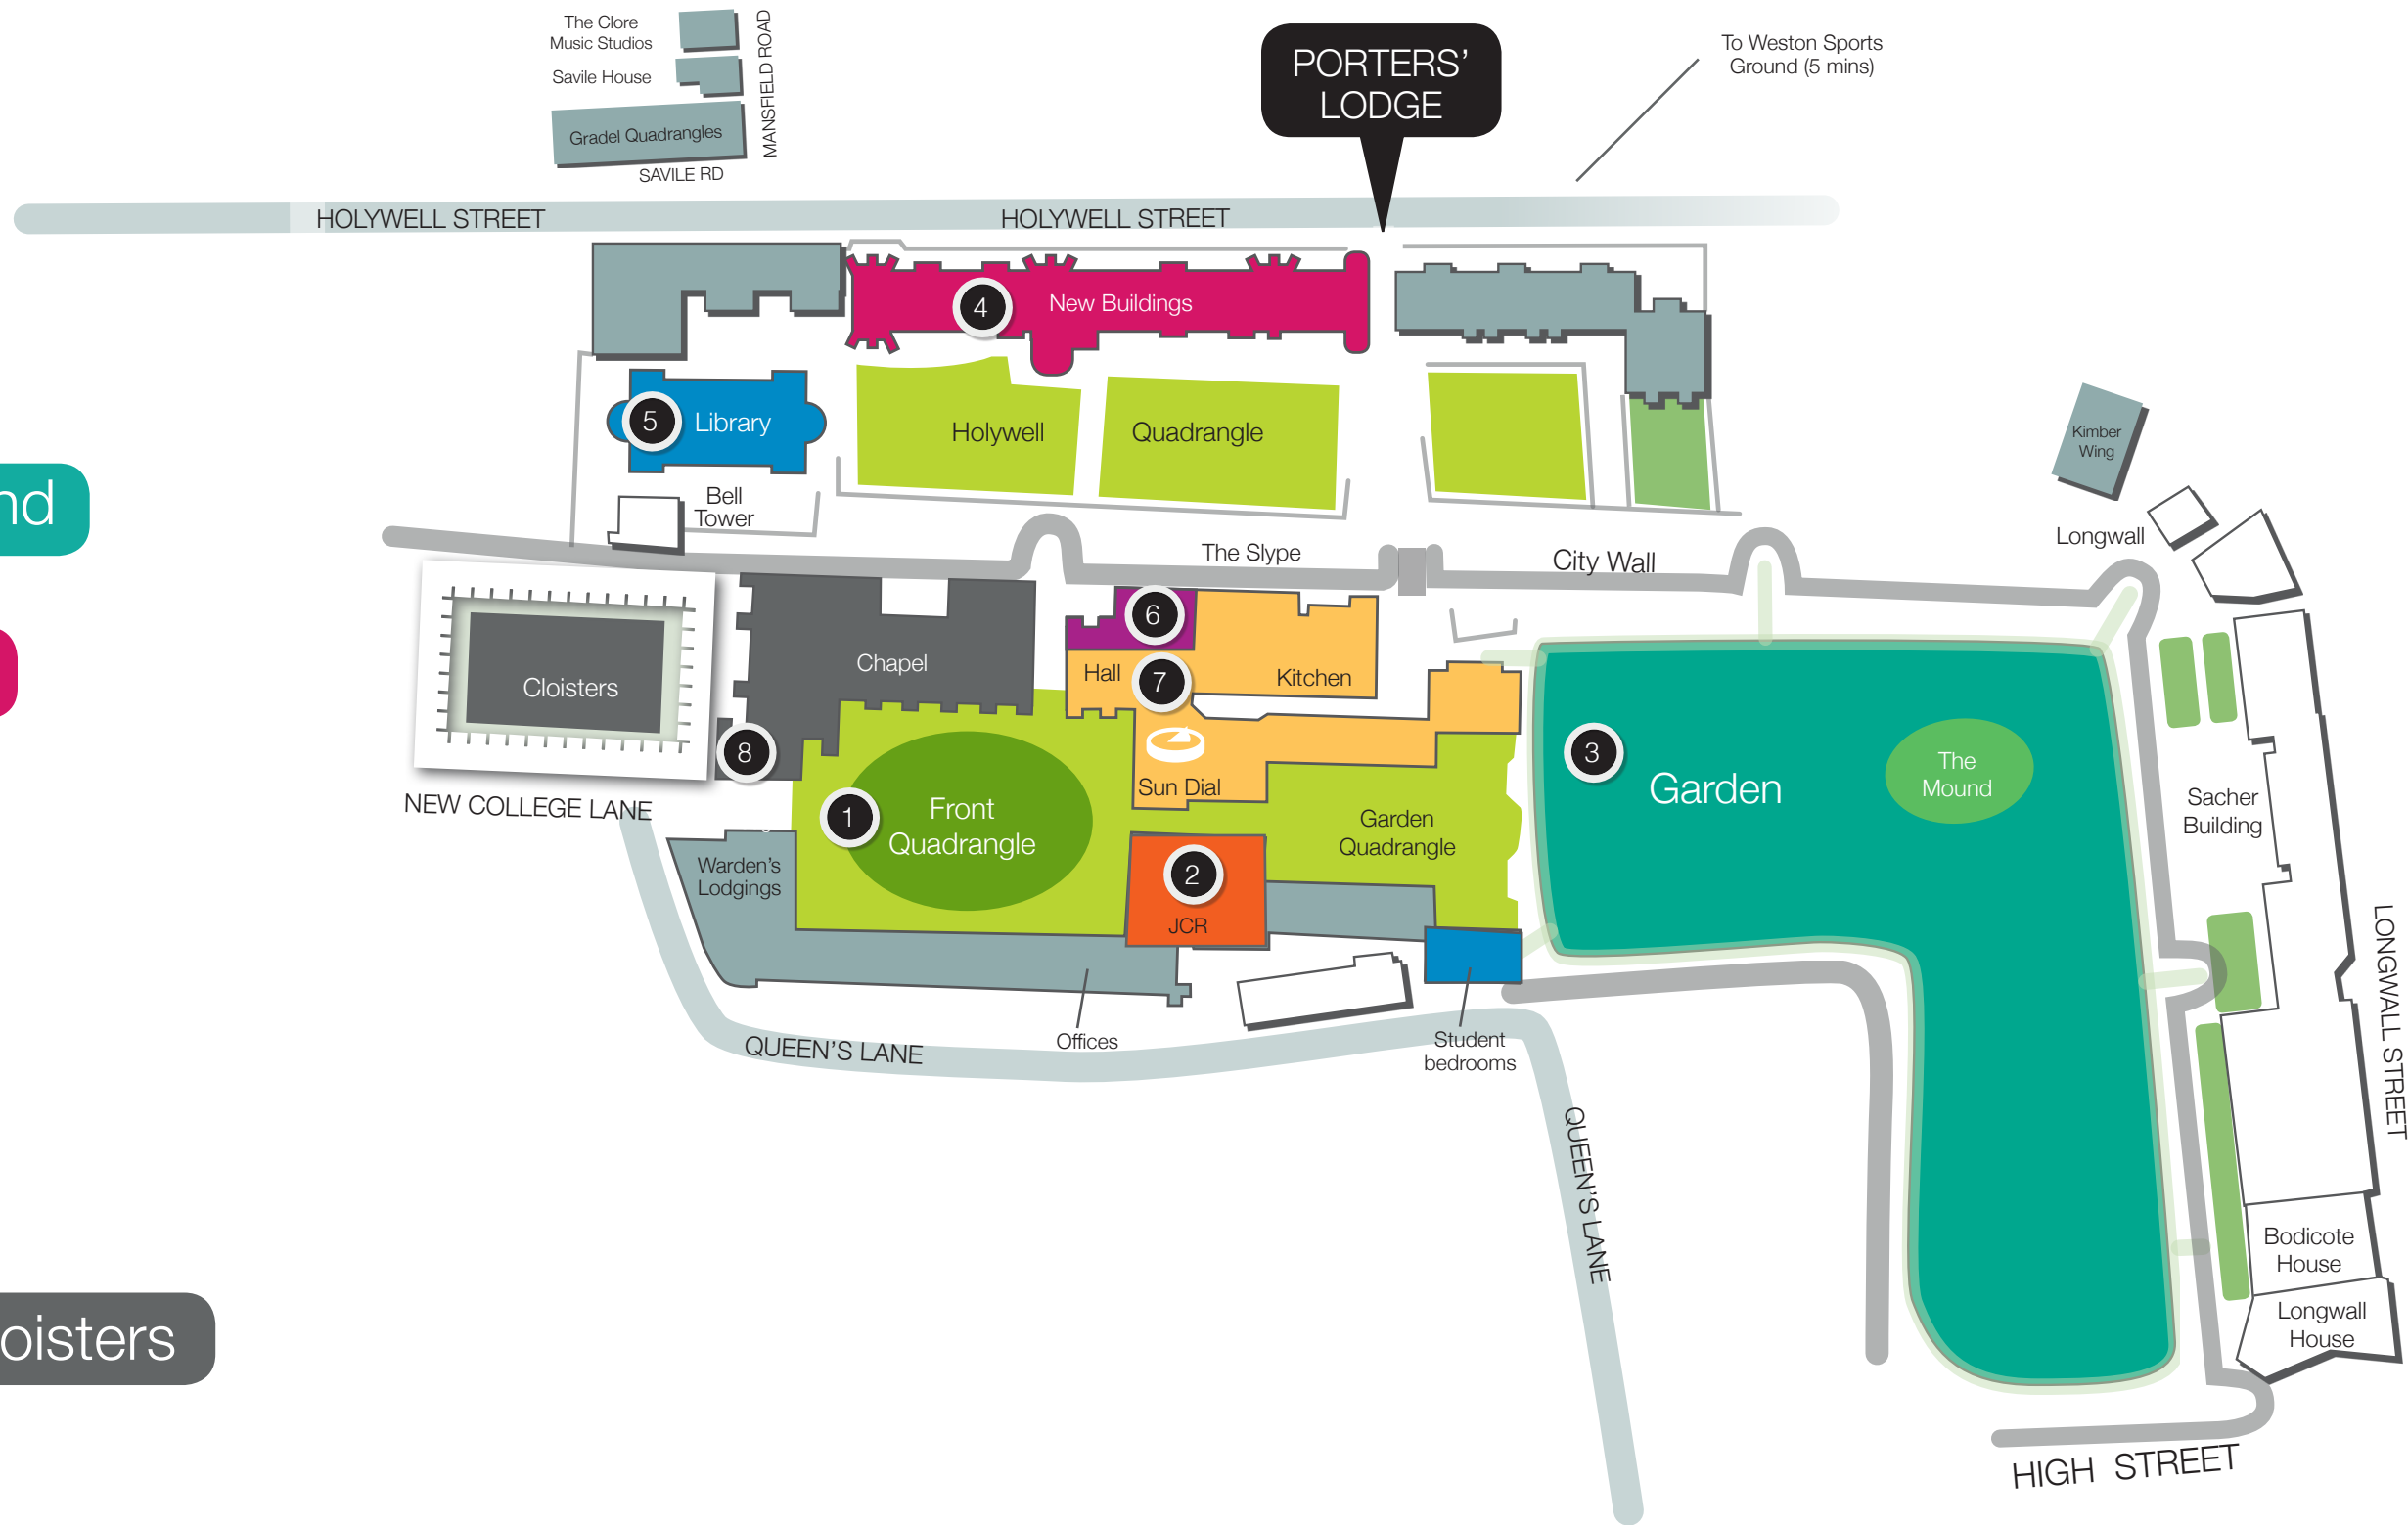 The Clore
Music Studios
Savile House
Gradel Quadrangles
MANSFIELD ROAD
SAVILE RD
PORTERS’
LODGE
To Weston Sports
Ground (5 mins)
HOLYWELL STREET
HOLYWELL STREET
4
New Buildings
5
Library
Holywell
Quadrangle
Kimber
Wing
Bell
Tower
nd
The Slype
City Wall
Longwall
6
Chapel
Hall
7
Kitchen
Cloisters
8
3
Garden
The
Mound
Sun Dial
NEW COLLEGE LANE
1
Front
Quadrangle
Garden
Quadrangle
Sacher
Building
Warden’s
Lodgings
2
JCR
LONGWALL STREET
Offices
Student
bedrooms
QUEEN’S LANE
QUEEN’S LANE
Bodicote
House
Longwall
House
oisters
HIGH STREET